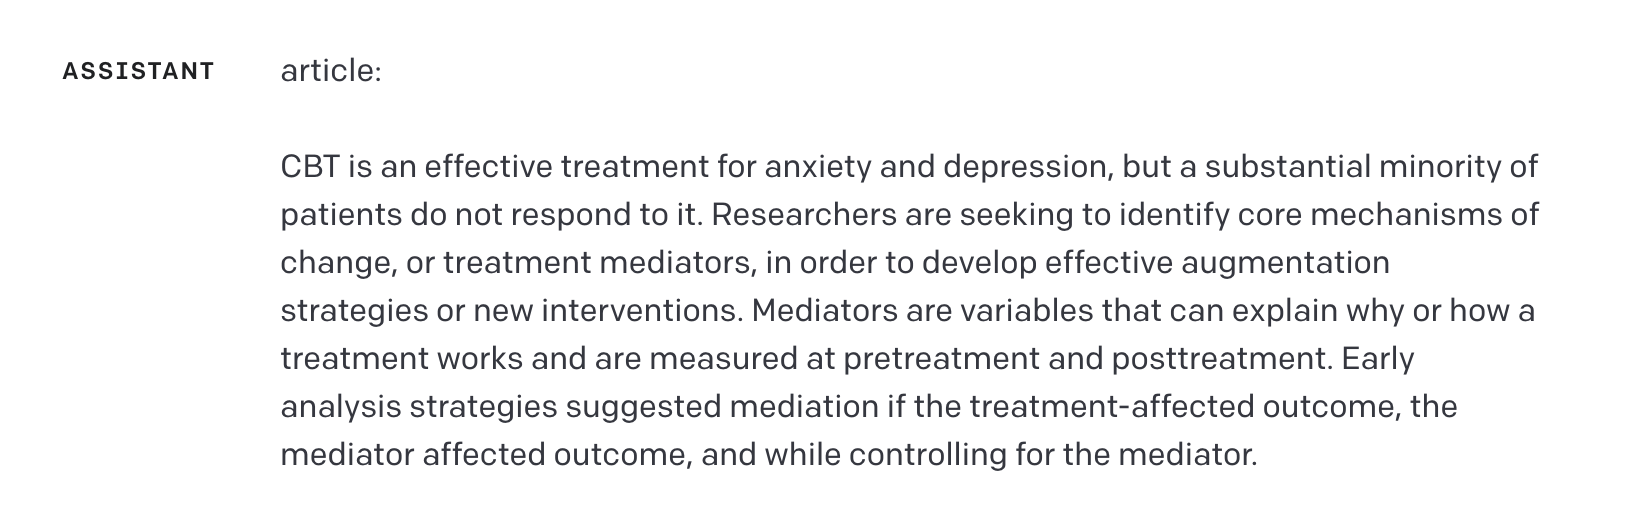 ASSISTANT article:
CBT is an effective treatment for anxiety and depression, but a substantial minority of
patients do not respond to it. Researchers are seeking to identify core mechanisms of
change, or treatment mediators, in order to develop effective augmentation
strategies or new interventions. Mediators are variables that can explain why or how a
treatment works and are measured at pretreatment and posttreatment. Early
analysis strategies suggested mediation if the treatment-affected outcome, the
mediator affected outcome, and while controlling for the mediator.